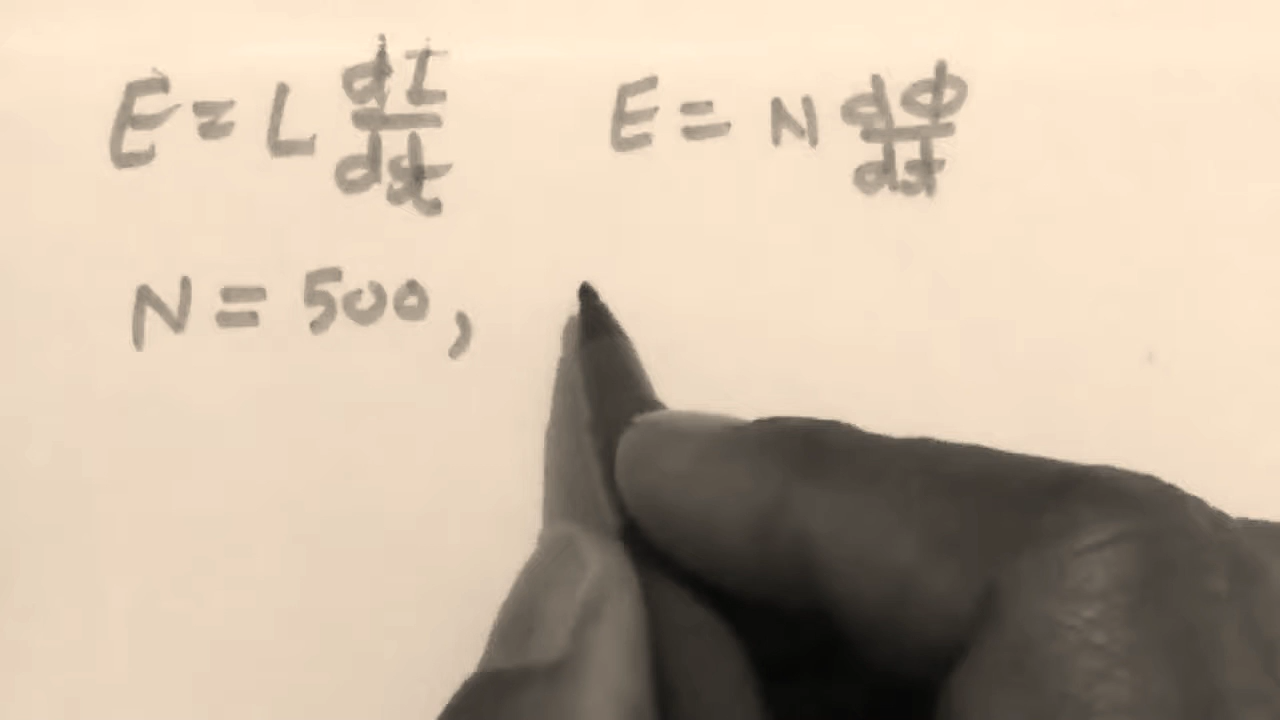 E = L dI/dt E = N dΦ/dt
N = 500,